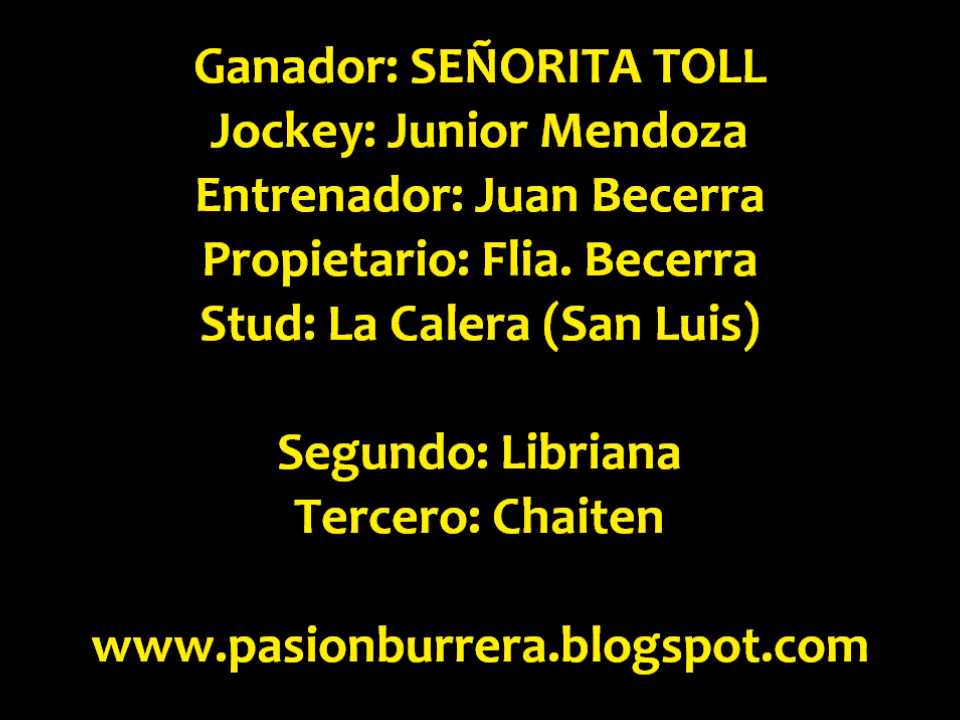 Ganador: SEÑORITA TOLL
Jockey: Junior Mendoza
Entrenador: Juan Becerra
Propietario: Flia. Becerra
Stud: La Calera (San Luis)
Segundo: Libriana
Tercero: Chaiten
www.pasionburrera.blogspot.com